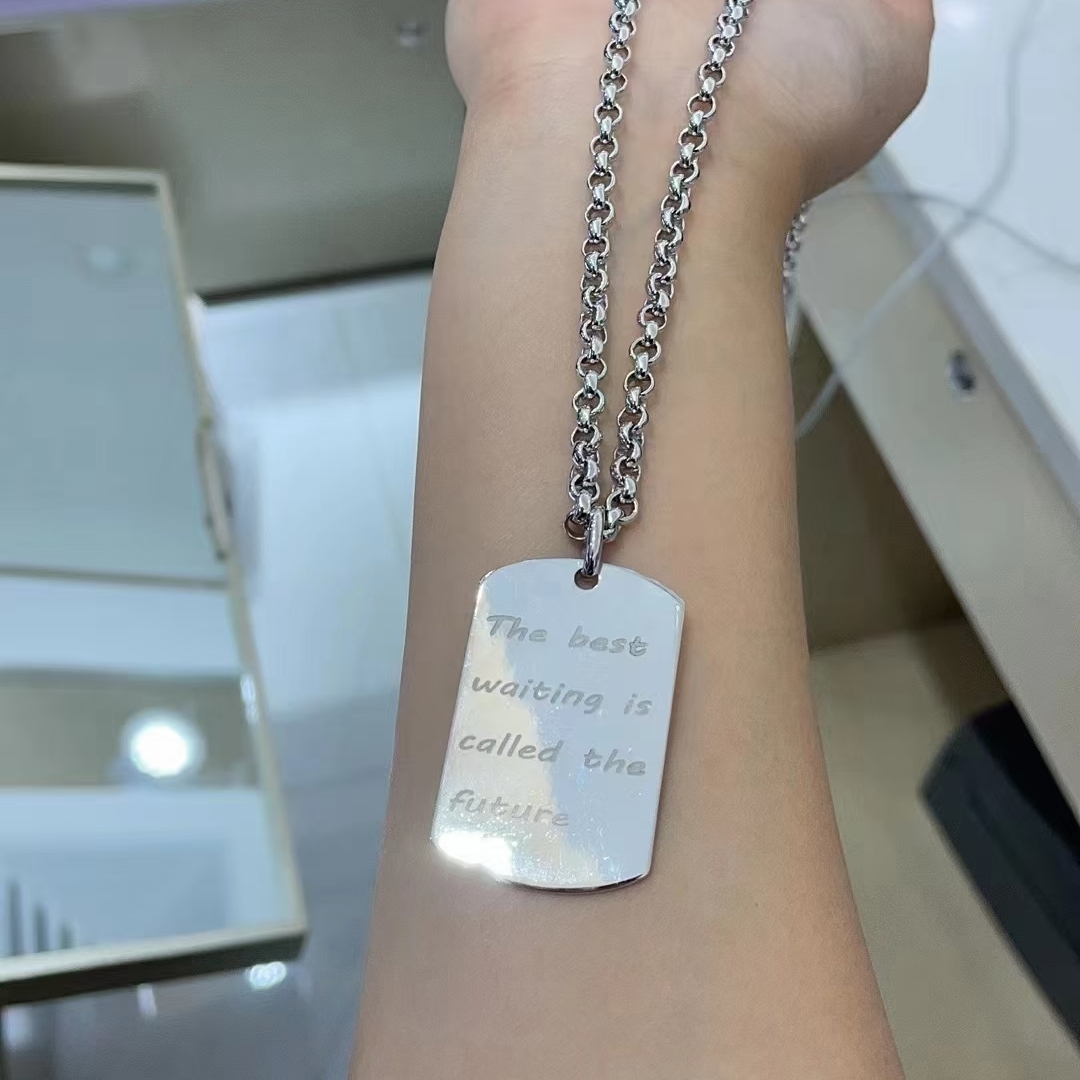 The best
waiting is
called the
future